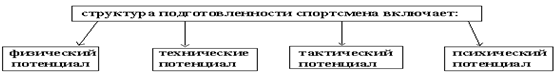 структура подготовленности спортсмена включает:
физический
потенциал
технические
потенциал
тактический
потенциал
психический
потенциал